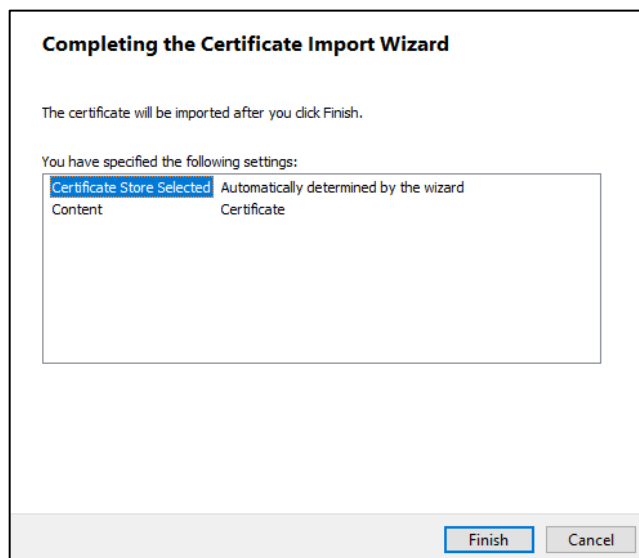 Completing the Certificate Import Wizard
The certificate will be imported after you click Finish.
You have specified the following settings:
Certificate Store Selected Automatically determined by the wizard
Content Certificate
Finish Cancel